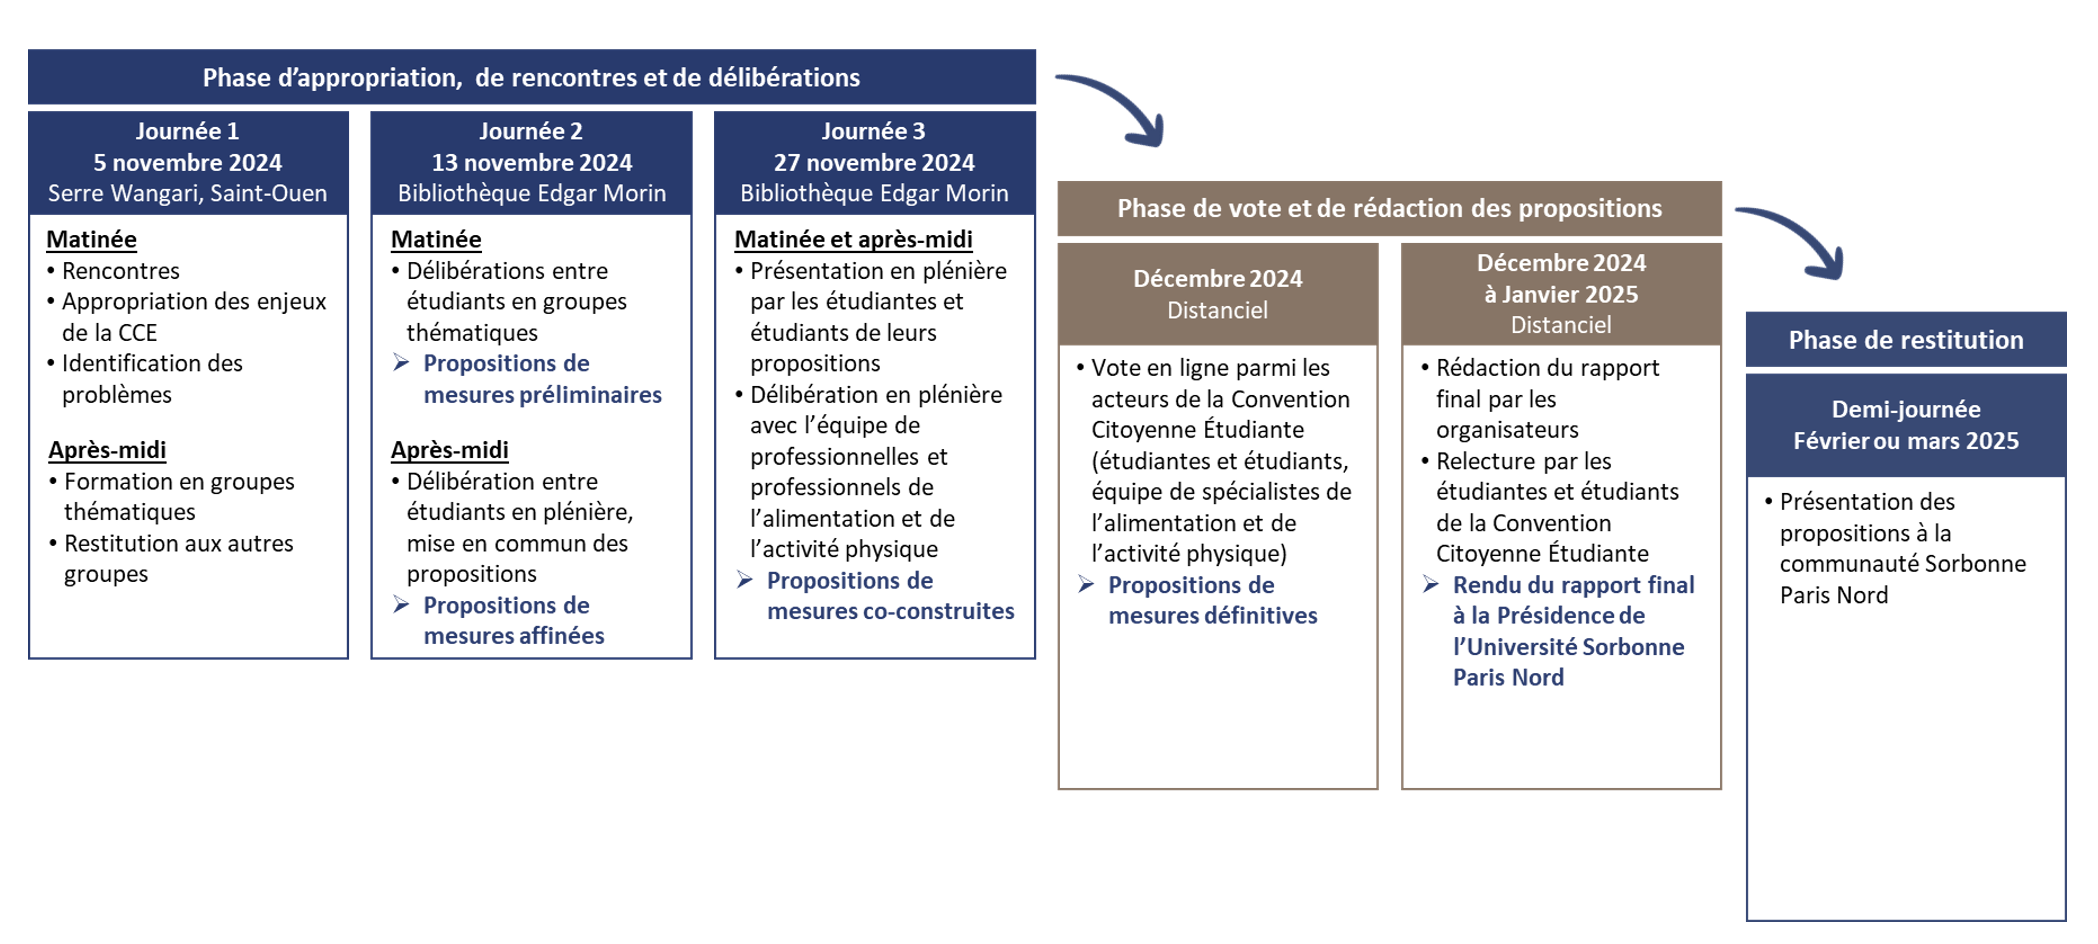 Phase d’appropriation, de rencontres et de délibérations
Journée 1
5 novembre 2024
Serre Wangari, Saint-Ouen
Matinée
• Rencontres
• Appropriation des enjeux
de la CCE
• Identification des
problèmes
Après-midi
• Formation en groupes
thématiques
• Restitution aux autres
groupes
Journée 2
13 novembre 2024
Bibliothèque Edgar Morin
Matinée
• Délibérations entre
étudiants en groupes
thématiques
➢ Propositions de
mesures préliminaires
Après-midi
• Délibération entre
étudiants en plénière,
mise en commun des
propositions
➢ Propositions de
mesures affinées
Journée 3
27 novembre 2024
Bibliothèque Edgar Morin
Matinée et après-midi
• Présentation en plénière
par les étudiantes et
étudiants de leurs
propositions
• Délibération en plénière
avec l’équipe de
professionnelles et
professionnels de
l’alimentation et de
l’activité physique
➢ Propositions de
mesures co-construites
Phase de vote et de rédaction des propositions
Décembre 2024
Distanciel
• Vote en ligne parmi les
acteurs de la Convention
Citoyenne Étudiante
(étudiantes et étudiants,
équipe de spécialistes de
l’alimentation et de
l’activité physique)
➢ Propositions de
mesures définitives
Décembre 2024
à Janvier 2025
Distanciel
• Rédaction du rapport
final par les
organisateurs
• Relecture par les
étudiantes et étudiants
de la Convention
Citoyenne Étudiante
➢ Rendu du rapport final
à la Présidence de
l’Université Sorbonne
Paris Nord
Phase de restitution
Demi-journée
Février ou mars 2025
• Présentation des
propositions à la
communauté Sorbonne
Paris Nord